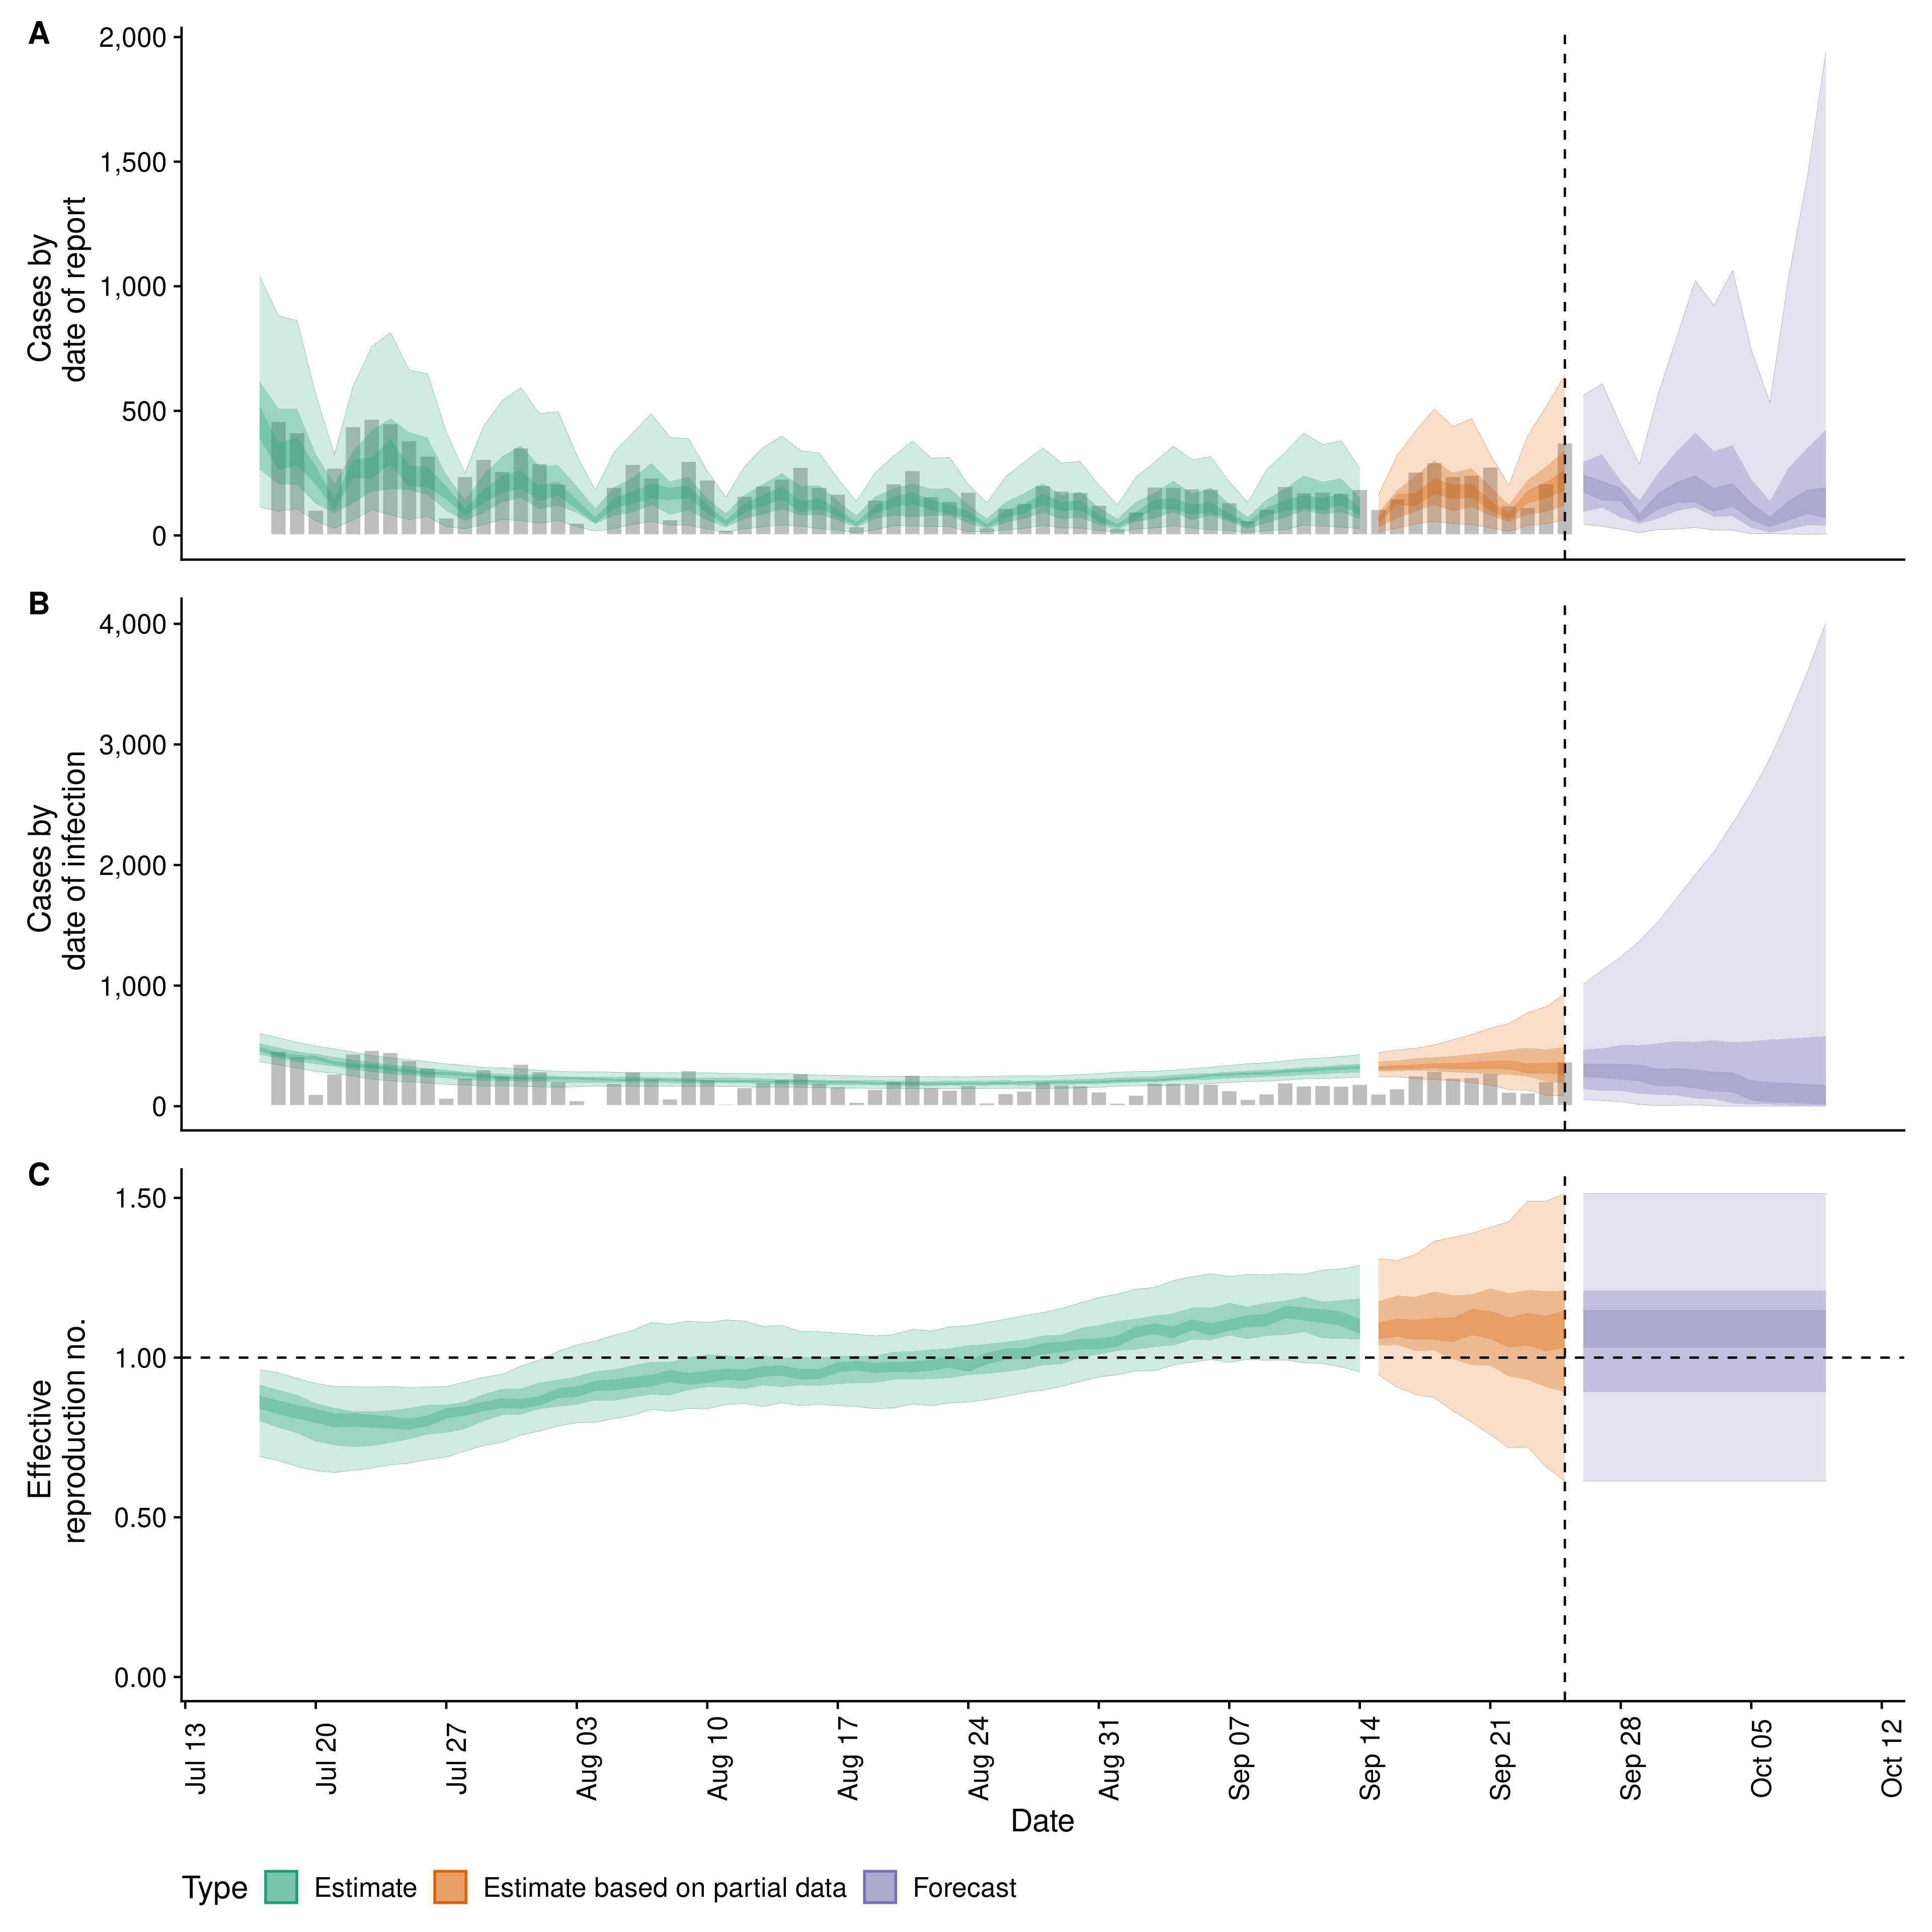 A
2,000
1,500
1,000
500
0
Cases by
date of report
B
4,000
3,000
2,000
1,000
0
Cases by
date of infection
C
1.50
1.00
0.50
0.00
Effective
reproduction no.
Jul 13
Jul 20
Jul 27
Aug 03
Aug 10
Aug 17
Aug 24
Aug 31
Sep 07
Sep 14
Sep 21
Sep 28
Oct 05
Oct 12
Date
Type Estimate Estimate based on partial data Forecast